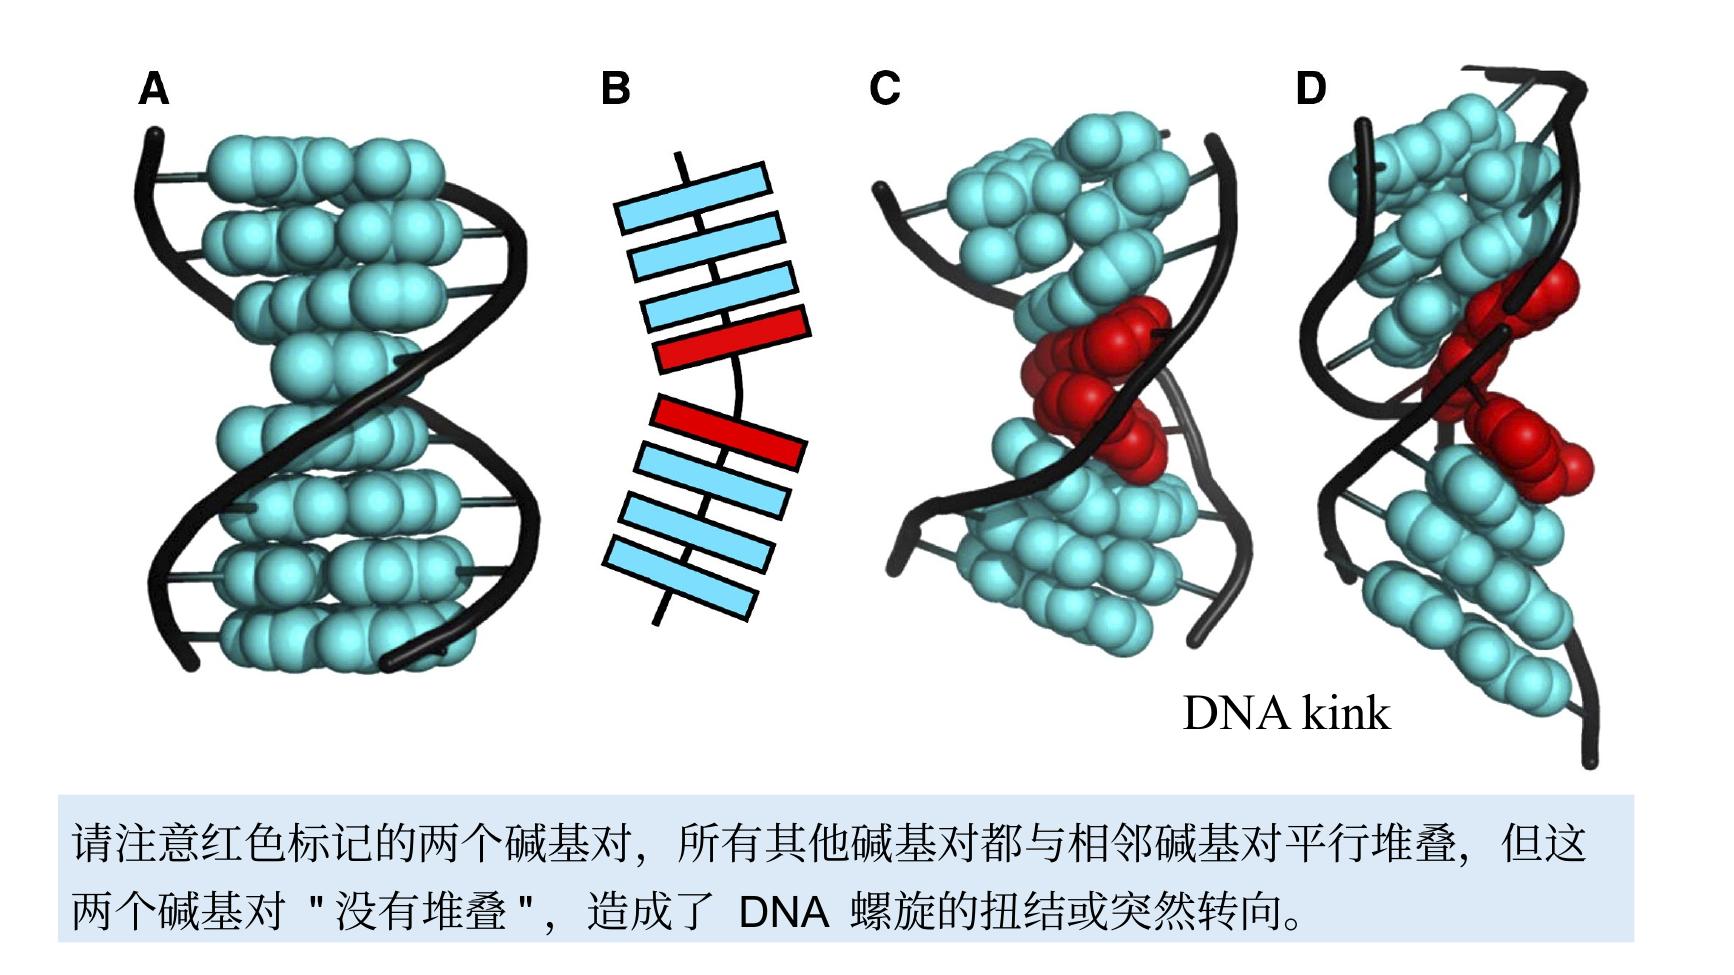 A
B
C
D
DNA kink
请注意红色标记的两个碱基对，所有其他碱基对都与相邻碱基对平行堆叠，但这
两个碱基对 "没有堆叠"，造成了 DNA 螺旋的扭结或突然转向。